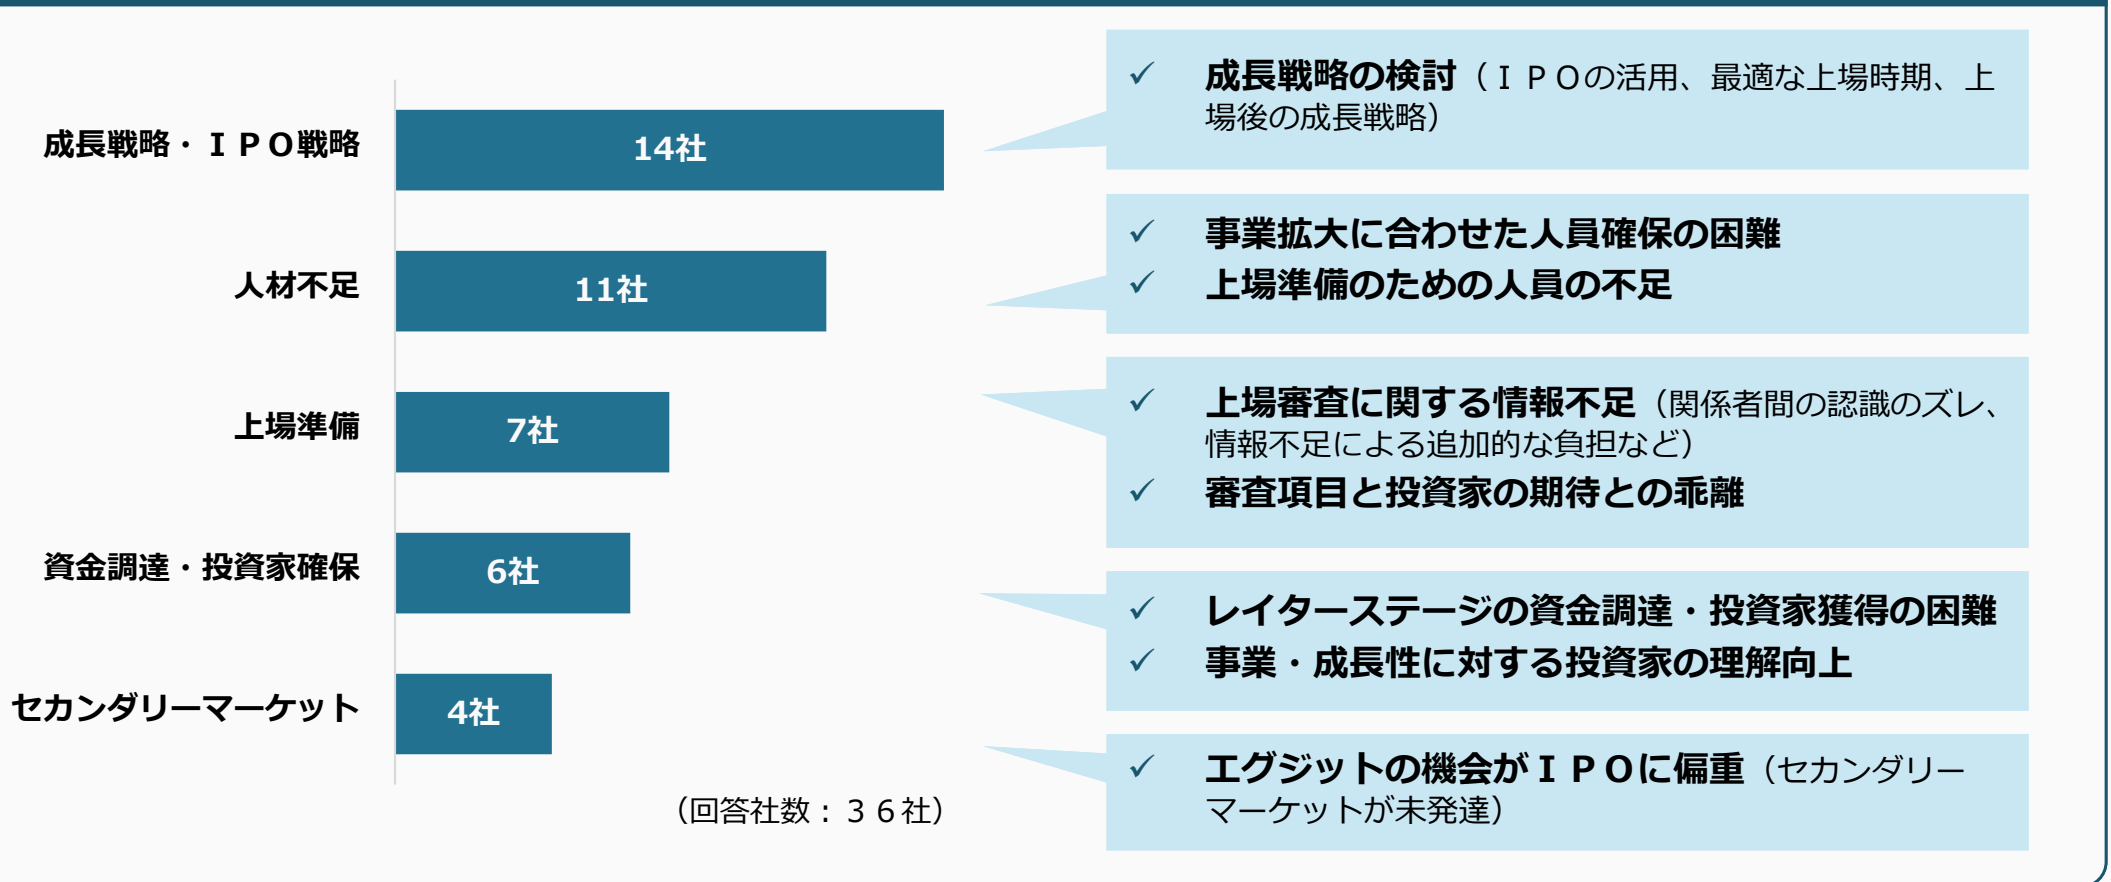 成長戦略・ＩＰＯ戦略
14社
人材不足
11社
上場準備
7社
資金調達・投資家確保
6社
セカンダリーマーケット
4社
（回答社数：３６社）
✓ 成長戦略の検討（ＩＰＯの活用、最適な上場時期、上
場後の成長戦略）
✓ 事業拡大に合わせた人員確保の困難
✓ 上場準備のための人員の不足
✓ 上場審査に関する情報不足（関係者間の認識のズレ、
情報不足による追加的な負担など）
✓ 審査項目と投資家の期待との乖離
✓ レイターステージの資金調達・投資家獲得の困難
✓ 事業・成長性に対する投資家の理解向上
✓ エグジットの機会がＩＰＯに偏重（セカンダリー
マーケットが未発達）